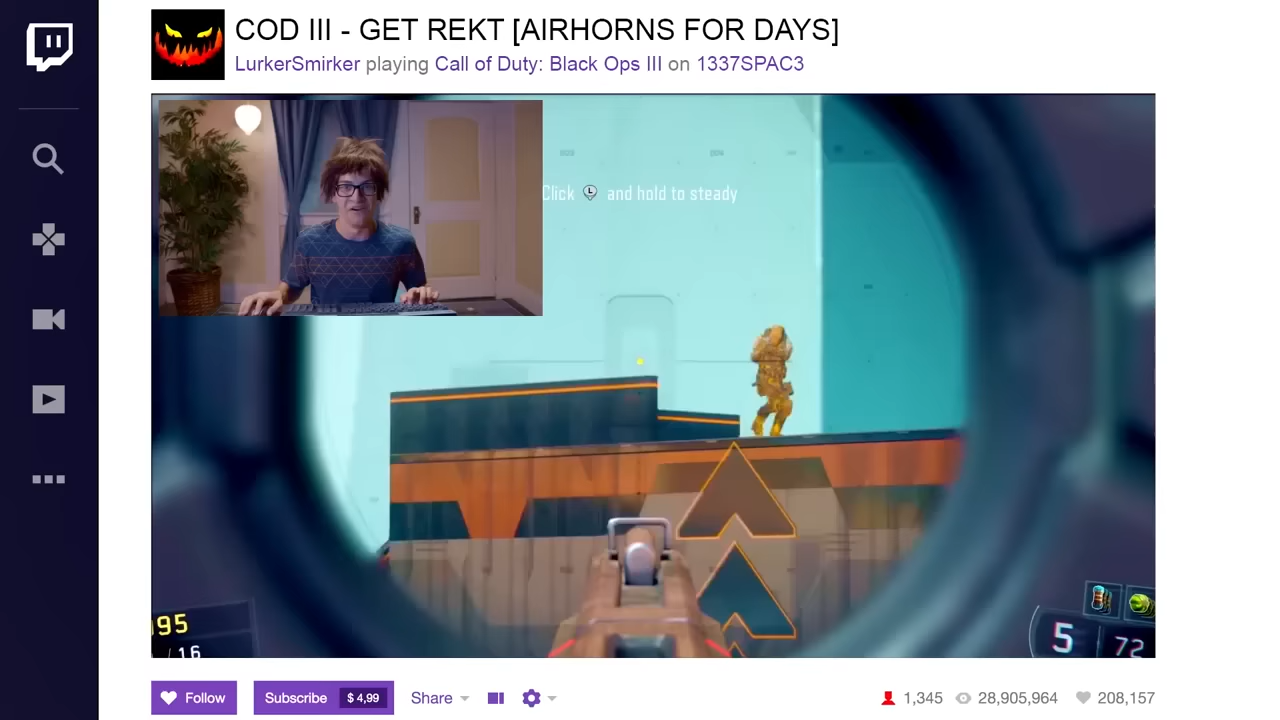 COD III - GET REKT [AIRHORNS FOR DAYS]
LurkerSmirker playing Call of Duty: Black Ops III on 1337SPAC3
Click L and hold to steady
95
/16
5
72
Follow
Subscribe $ 4,99
Share
1,345
28,905,964
208,157